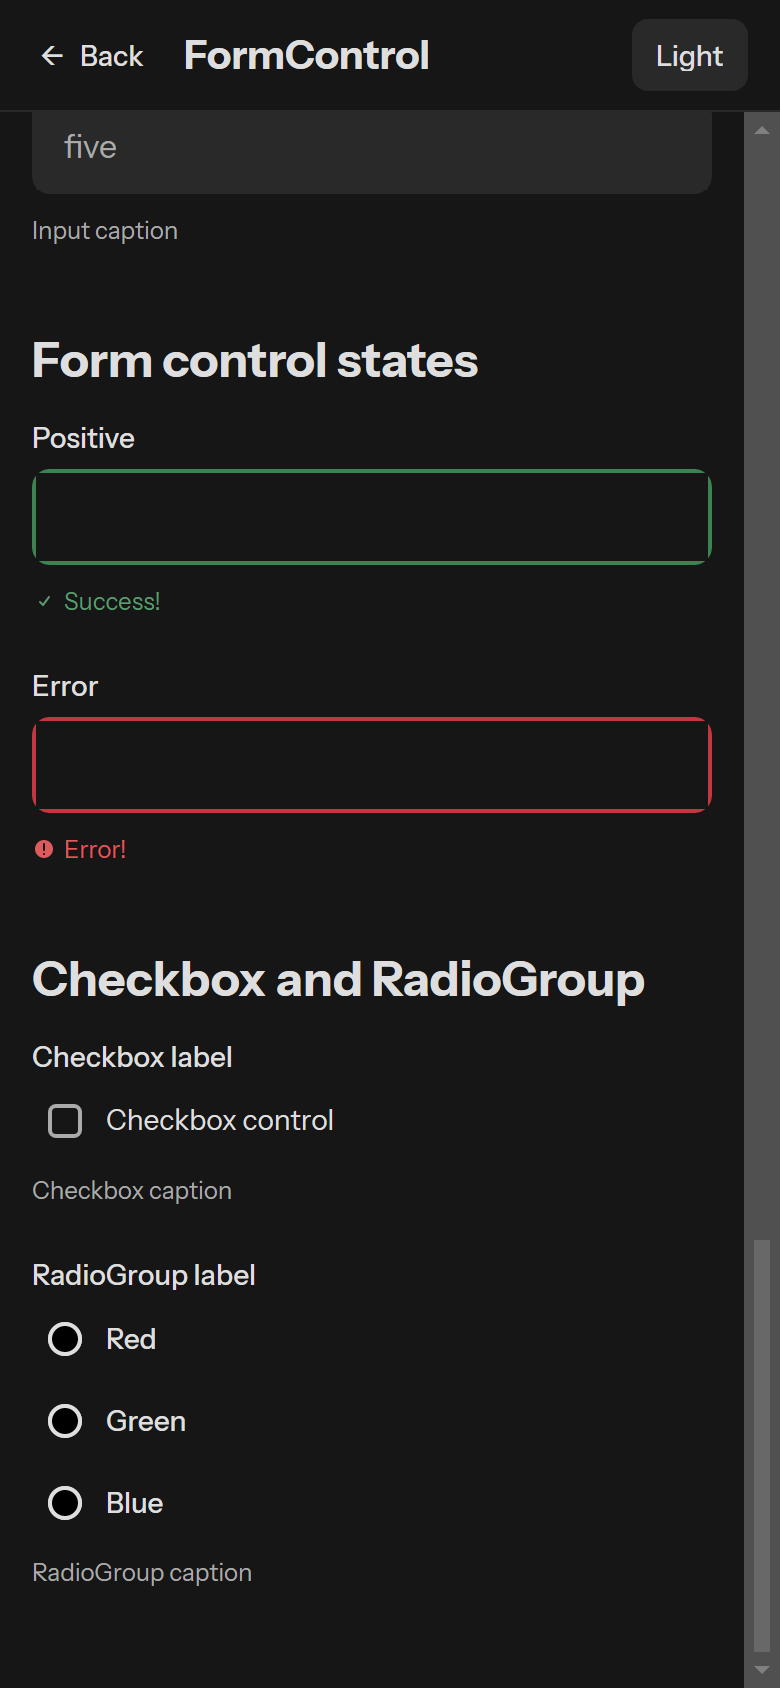 Back FormControl Light
five
Input caption
Form control states
Positive
Success!
Error
Error!
Checkbox and RadioGroup
Checkbox label
Checkbox control
Checkbox caption
RadioGroup label
Red
Green
Blue
RadioGroup caption